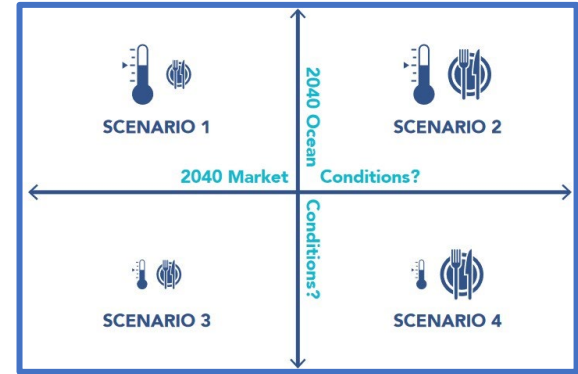 SCENARIO 1
SCENARIO 2
2040 Ocean Conditions?
2040 Market Conditions?
SCENARIO 3
SCENARIO 4